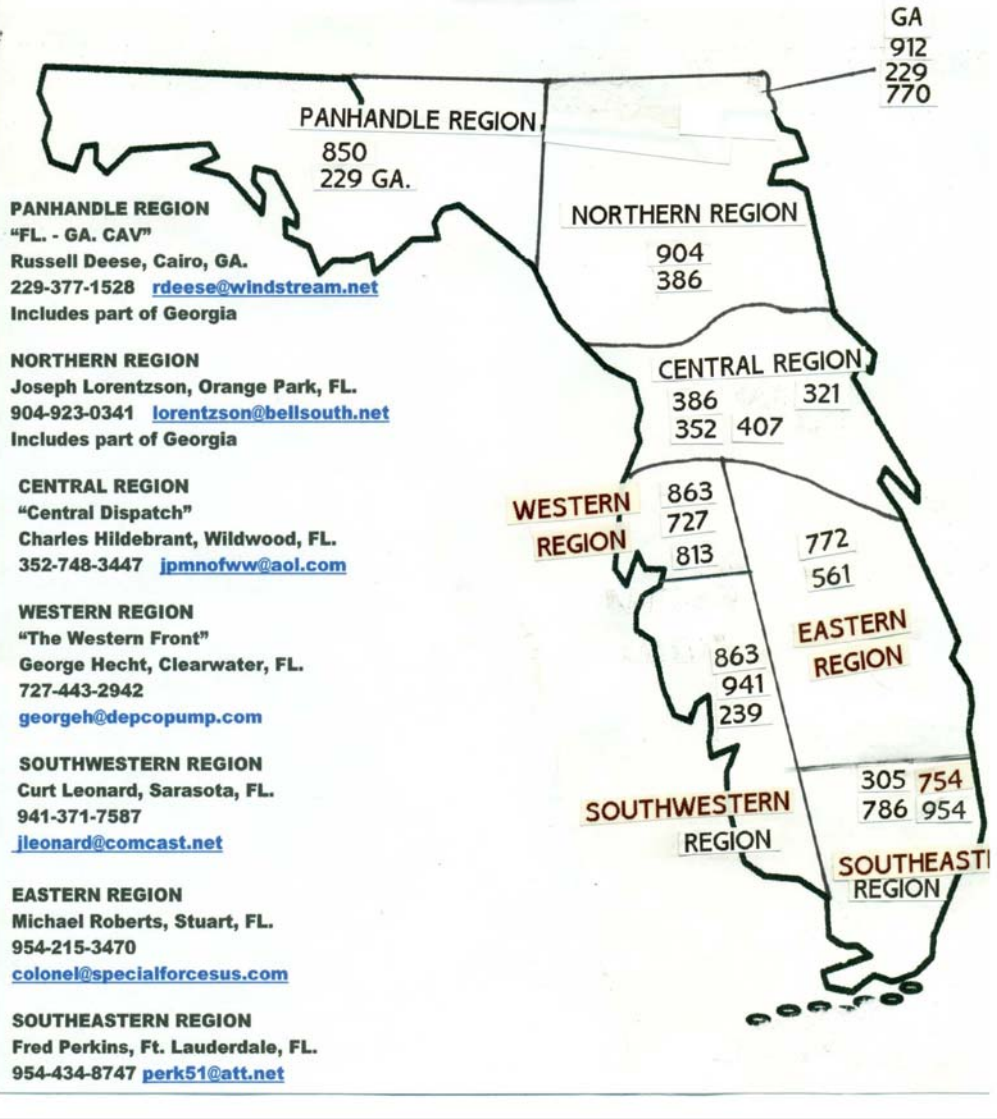 GA
912
229
770
PANHANDLE REGION
850
229 GA.
NORTHERN REGION
904
386
CENTRAL REGION
386
321
352
407
WESTERN
REGION
863
727
813
772
561
EASTERN
REGION
863
941
239
SOUTHWESTERN
REGION
305 754
786 954
SOUTHEAST
REGION
PANHANDLE REGION
“FL. - GA. CAV”
Russell Deese, Cairo, GA.
229-377-1528 rdeese@windstream.net
Includes part of Georgia
NORTHERN REGION
Joseph Lorentzson, Orange Park, FL.
904-923-0341 lorentzson@bellsouth.net
Includes part of Georgia
CENTRAL REGION
“Central Dispatch”
Charles Hildebrant, Wildwood, FL.
352-748-3447 jpmnofww@aol.com
WESTERN REGION
“The Western Front”
George Hecht, Clearwater, FL.
727-443-2942
georgeh@depcopump.com
SOUTHWESTERN REGION
Curt Leonard, Sarasota, FL.
941-371-7587
jleonard@comcast.net
EASTERN REGION
Michael Roberts, Stuart, FL.
954-215-3470
colonel@specialforcesus.com
SOUTHEASTERN REGION
Fred Perkins, Ft. Lauderdale, FL.
954-434-8747 perk51@att.net